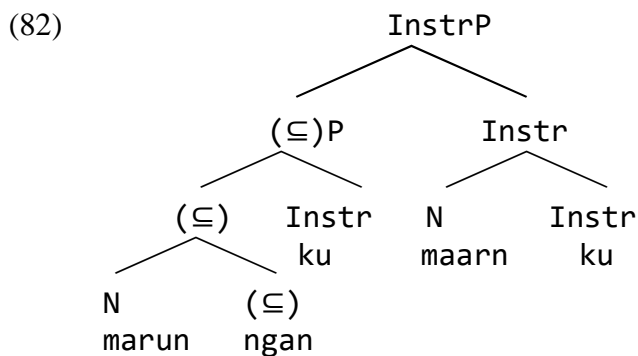 (82) InstrP
(⊆)P Instr
(⊆) Instr N Instr
ku maarn ku
N (⊆)
marun ngan